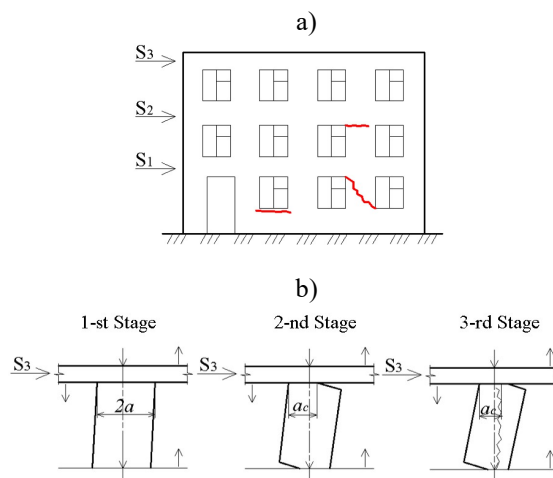 a)
S3
S2
S1
b)
1-st Stage 2-nd Stage 3-rd Stage
S3 S3 S3
2a ac ac